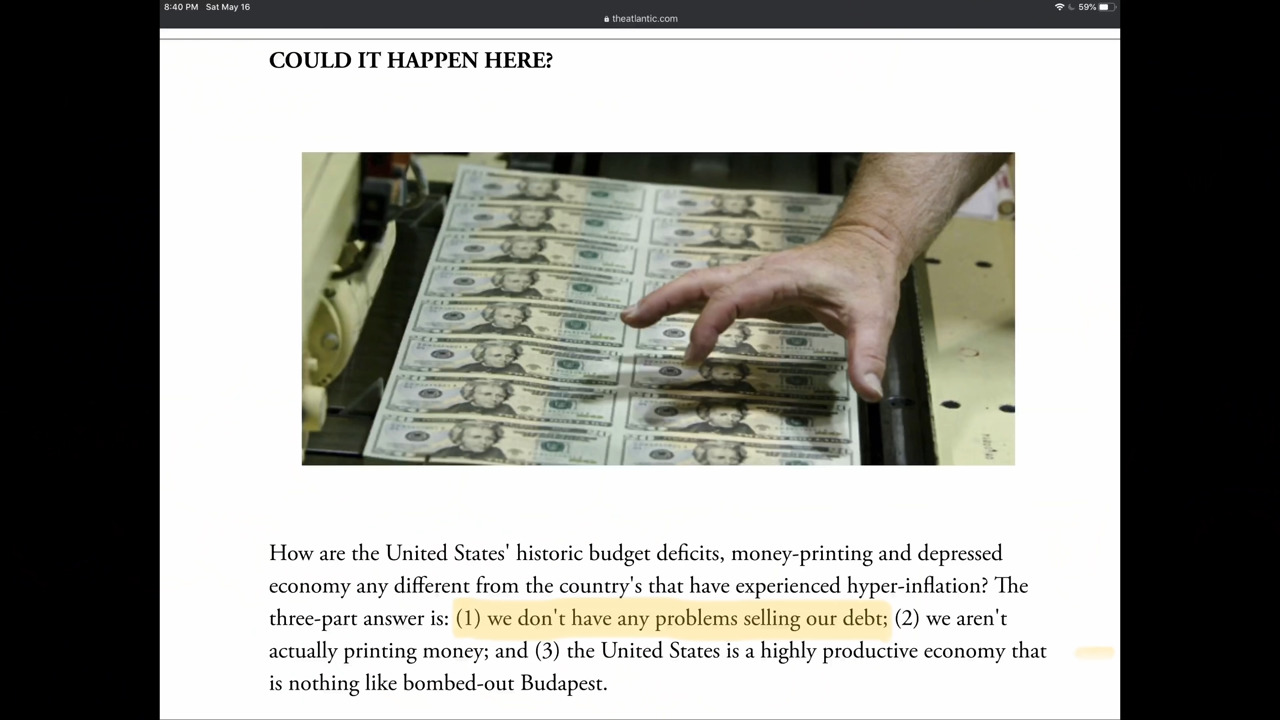 8:40 PM Sat May 16
59%
theatlantic.com
COULD IT HAPPEN HERE?
How are the United States' historic budget deficits, money-printing and depressed
economy any different from the country's that have experienced hyper-inflation? The
three-part answer is: (1) we don't have any problems selling our debt; (2) we aren't
actually printing money; and (3) the United States is a highly productive economy that
is nothing like bombed-out Budapest.